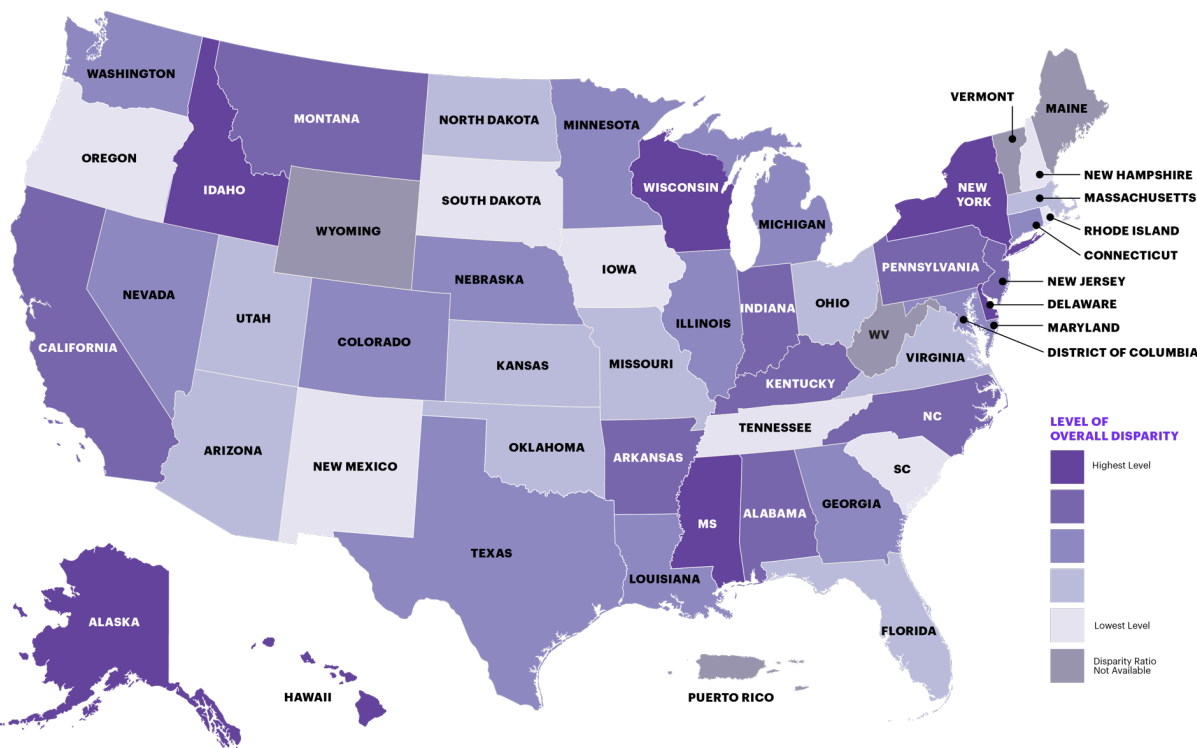 WASHINGTON
MONTANA
NORTH DAKOTA
MINNESOTA
VERMONT
MAINE
OREGON
IDAHO
WISCONSIN
NEW HAMPSHIRE
SOUTH DAKOTA
NEW
YORK
MASSACHUSETTS
WYOMING
MICHIGAN
RHODE ISLAND
CONNECTICUT
IOWA
PENNSYLVANIA
NEBRASKA
NEW JERSEY
NEVADA
OHIO
INDIANA
DELAWARE
UTAH
ILLINOIS
MARYLAND
WV
COLORADO
CALIFORNIA
DISTRICT OF COLUMBIA
VIRGINIA
KANSAS
MISSOURI
KENTUCKY
NC
LEVEL OF
OVERALL DISPARITY
TENNESSEE
ARIZONA
OKLAHOMA
ARKANSAS
NEW MEXICO
SC
Highest Level
GEORGIA
ALABAMA
MS
TEXAS
LOUISIANA
ALASKA
FLORIDA
Lowest Level
Disparity Ratio
Not Available
HAWAII
PUERTO RICO